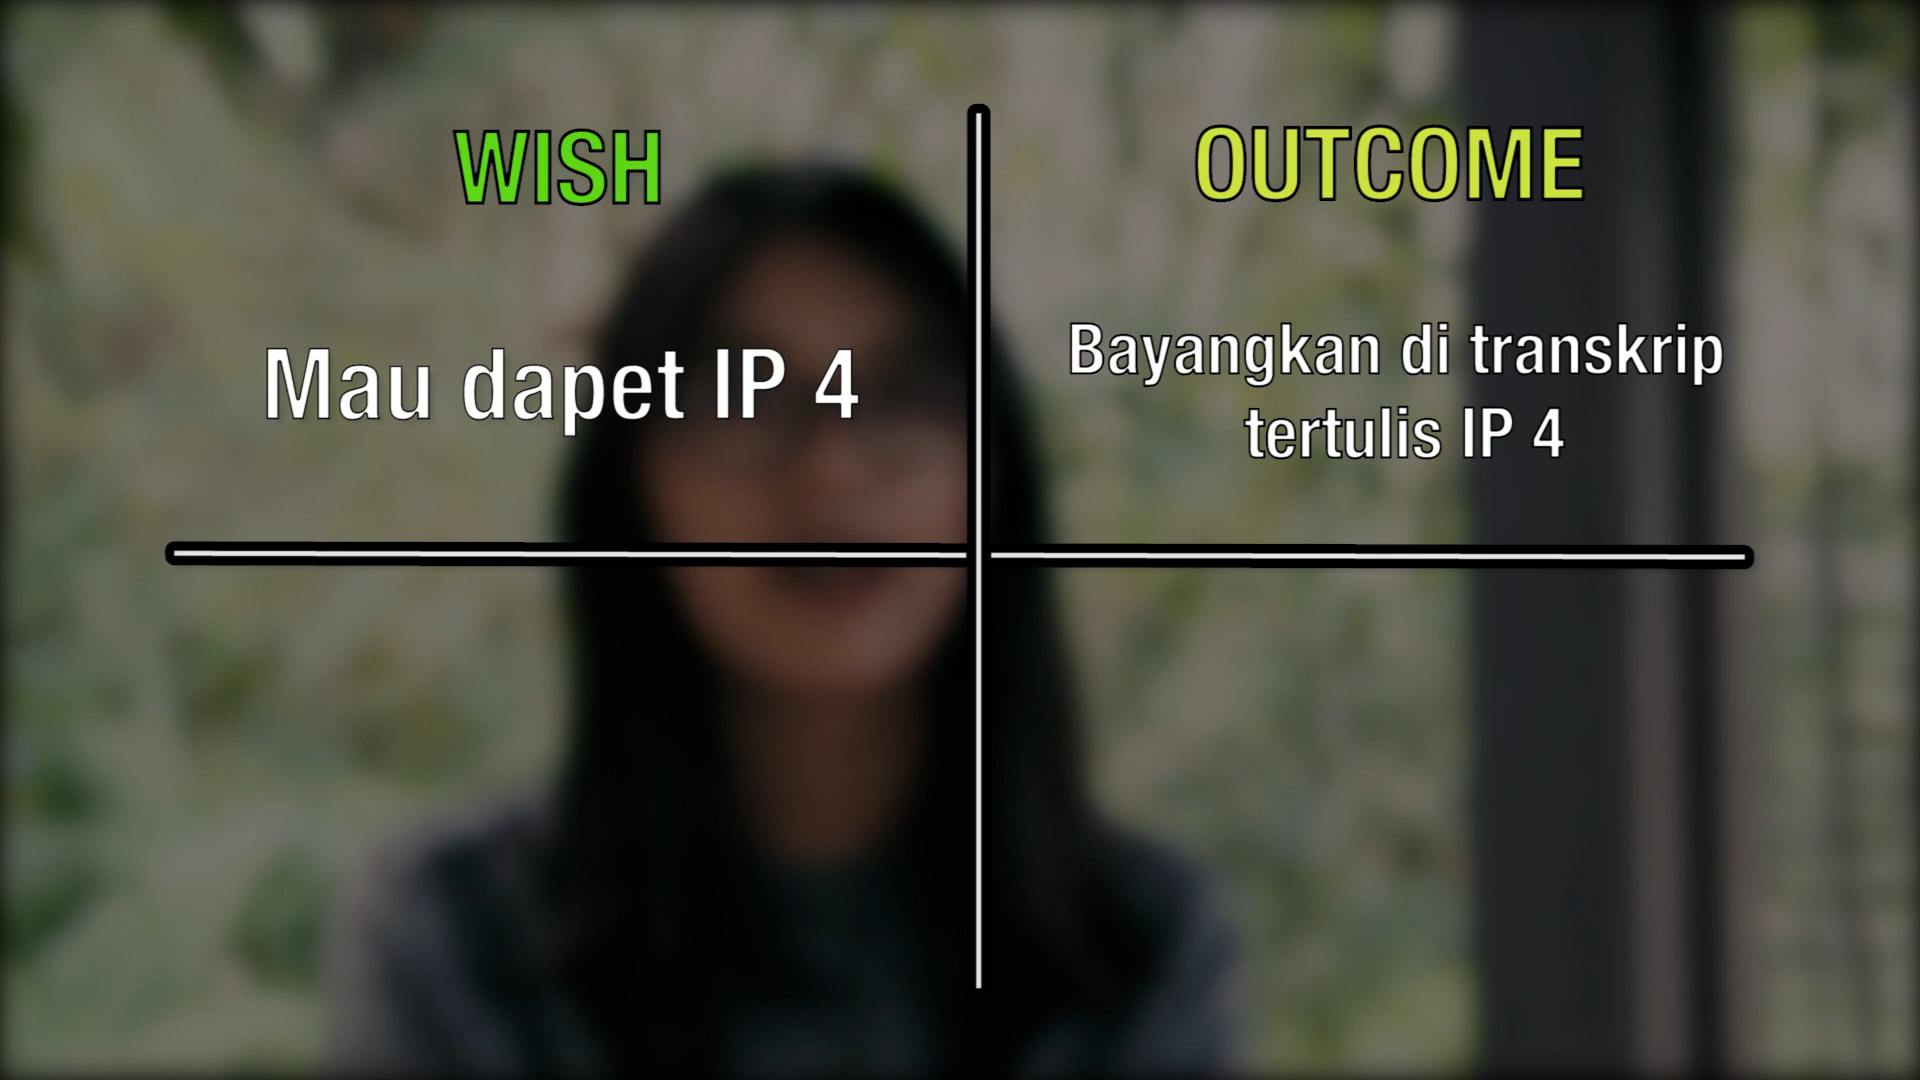 WISH
Mau dapet IP 4
OUTCOME
Bayangkan di transkrip
tertulis IP 4